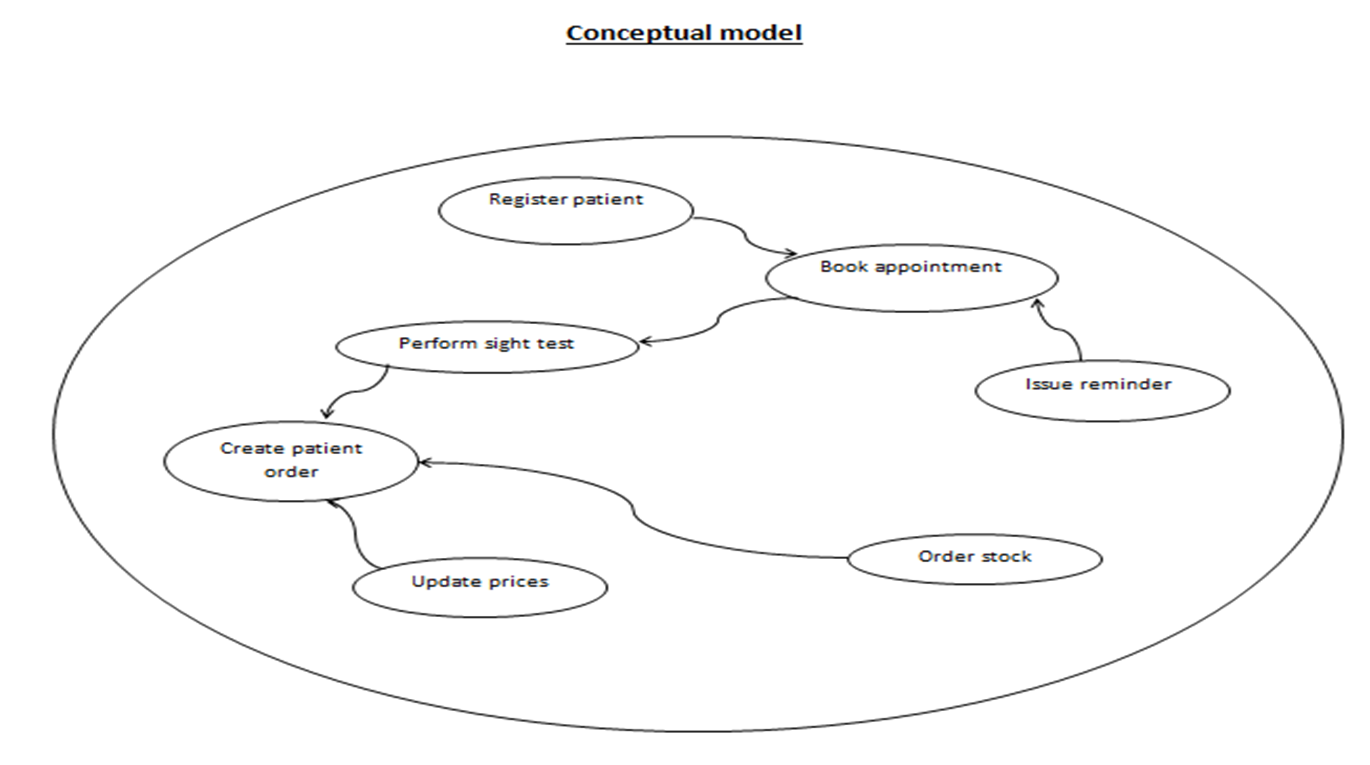 Conceptual model
Register patient
Book appointment
Perform sight test
Issue reminder
Create patient
order
Order stock
Update prices